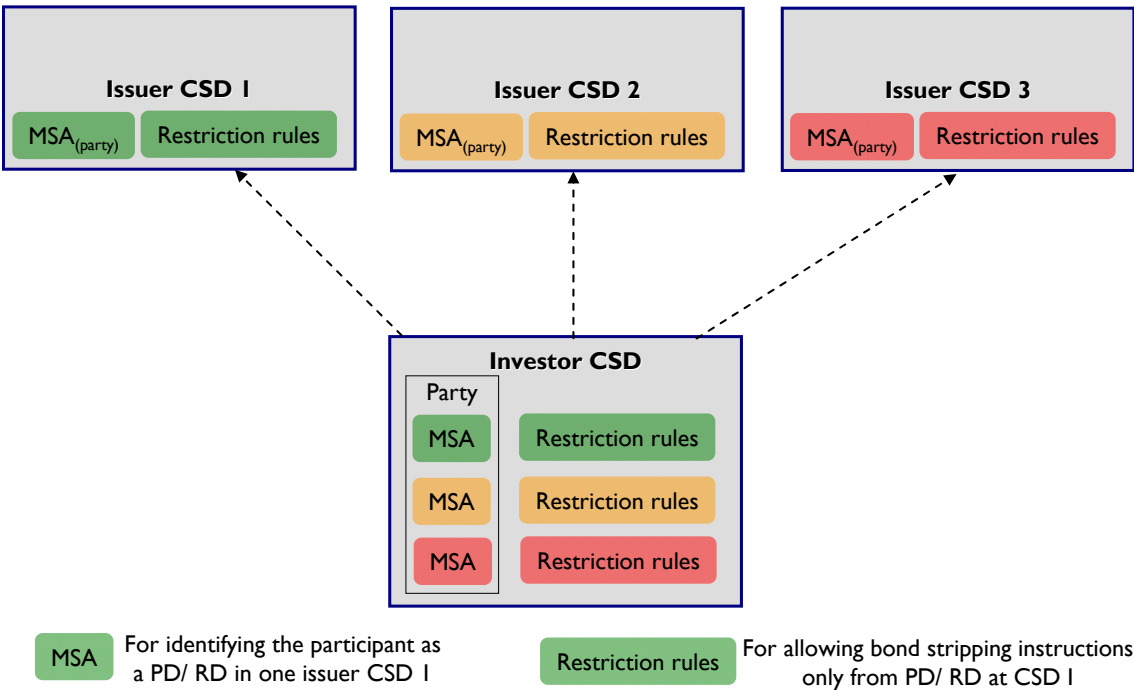 Issuer CSD 1
MSA(party) Restriction rules
Issuer CSD 2
MSA(party) Restriction rules
Issuer CSD 3
MSA(party) Restriction rules
Investor CSD
Party
MSA Restriction rules
MSA Restriction rules
MSA Restriction rules
MSA
For identifying the participant as
a PD/ RD in one issuer CSD 1
Restriction rules
For allowing bond stripping instructions
only from PD/ RD at CSD 1